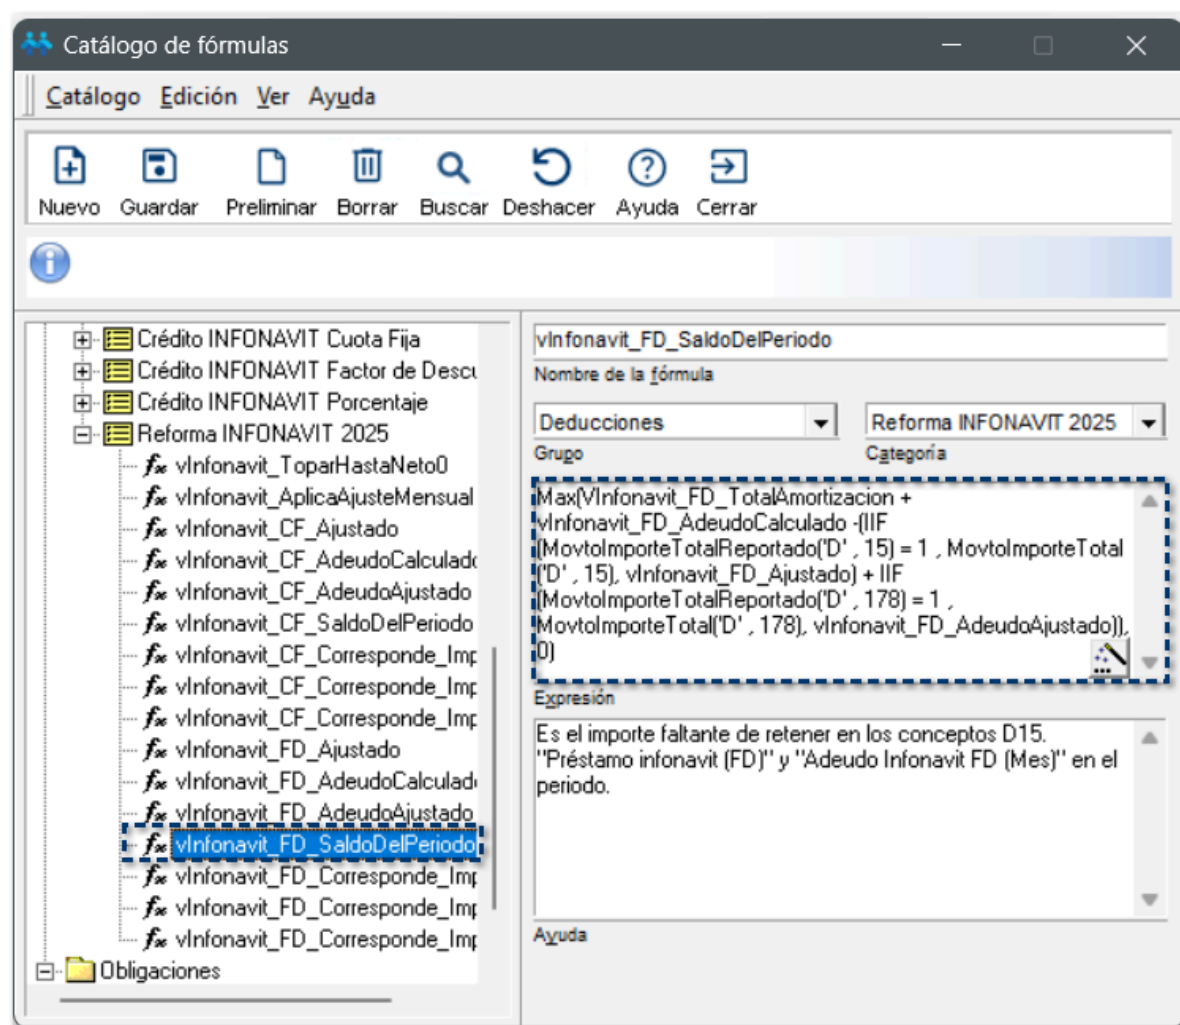 Catálogo de fórmulas
Catálogo Edición Ver Ayuda
Nuevo Guardar Preliminar Borrar Buscar Deshacer Ayuda Cerrar
Crédito INFONAVIT Cuota Fija
Crédito INFONAVIT Factor de Descu
Crédito INFONAVIT Porcentaje
Reforma INFONAVIT 2025
vInfonavit_ToparHastaNeto0
vInfonavit_AplicaAjusteMensual
vInfonavit_CF_Ajustado
vInfonavit_CF_AdeudoCalculado
vInfonavit_CF_AdeudoAjustado
vInfonavit_CF_SaldoDelPeriodo
vInfonavit_CF_Corresponde_Imp
vInfonavit_CF_Corresponde_Imp
vInfonavit_CF_Corresponde_Imp
vInfonavit_FD_Ajustado
vInfonavit_FD_AdeudoCalculado
vInfonavit_FD_AdeudoAjustado
vInfonavit_FD_SaldoDelPeriodo
vInfonavit_FD_Corresponde_Imp
vInfonavit_FD_Corresponde_Imp
vInfonavit_FD_Corresponde_Imp
Obligaciones
vInfonavit_FD_SaldoDelPeriodo
Nombre de la fórmula
Deducciones
Grupo
Reforma INFONAVIT 2025
Categoría
Max(VInfonavit_FD_TotalAmortizacion +
vInfonavit_FD_AdeudoCalculado -(IIF
(MovtoImporteTotalReportado('D' , 15) = 1 , MovtoImporteTotal
('D' , 15), vInfonavit_FD_Ajustado) + IIF
(MovtoImporteTotalReportado('D' , 178) = 1 ,
MovtoImporteTotal('D' , 178), vInfonavit_FD_AdeudoAjustado)),
0)
Expresión
Es el importe faltante de retener en los conceptos D15.
"Préstamo infonavit (FD)" y "Adeudo Infonavit FD (Mes)" en el
periodo.
Ayuda